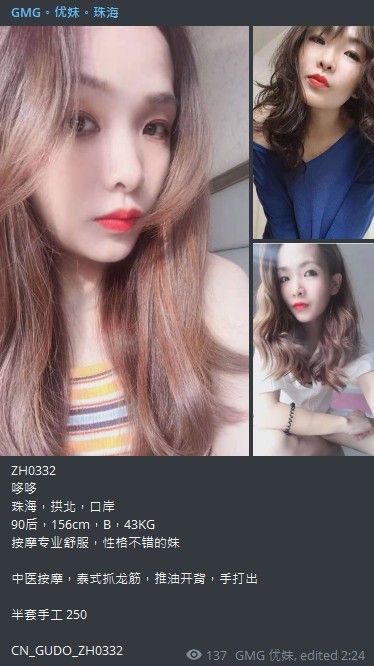 GMG。优妹。珠海
ZH0332
哆哆
珠海，拱北，口岸
90后，156cm，B，43KG
按摩专业舒服，性格不错的妹
中医按摩，泰式抓龙筋，推油开背，手打出
半套手工 250
CN_GUDO_ZH0332
137 GMG 优妹, edited 2:24